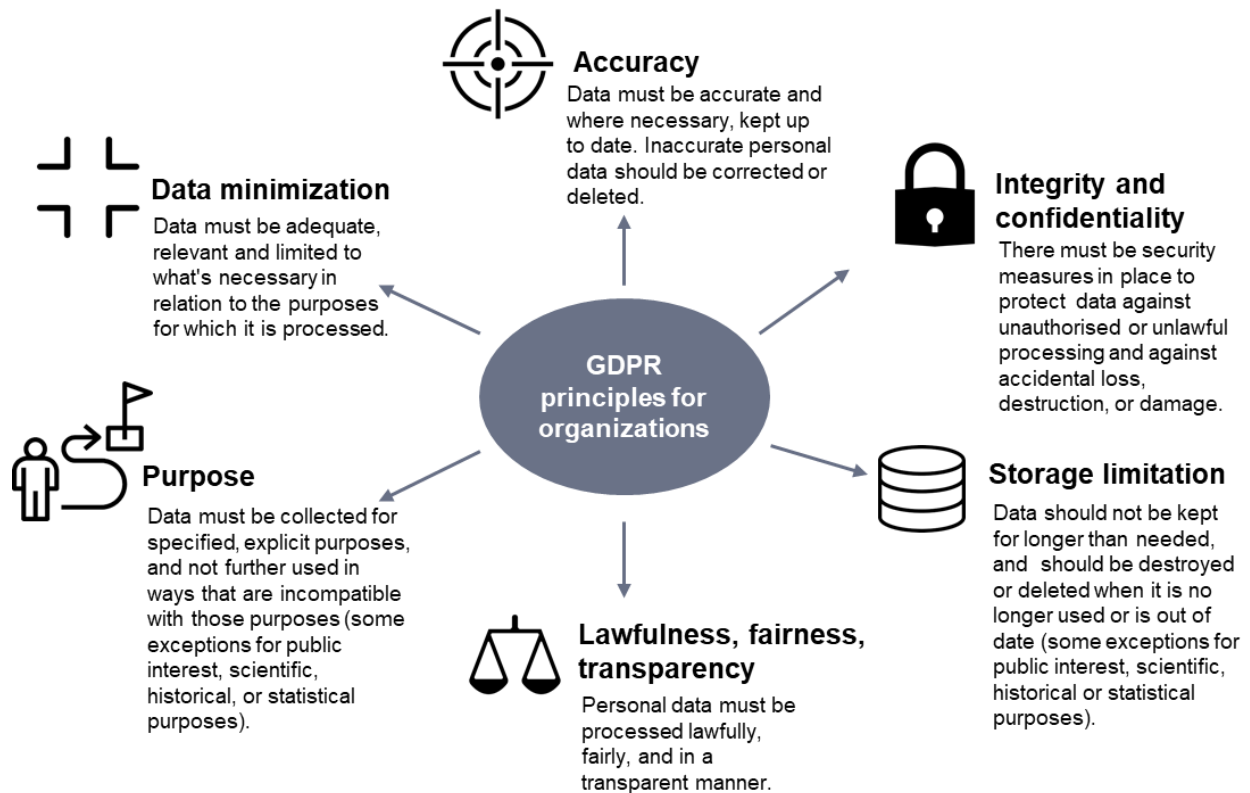 Accuracy
Data must be accurate and
where necessary, kept up
to date. Inaccurate personal
data should be corrected or
deleted.
Data minimization
Data must be adequate,
relevant and limited to
what's necessary in
relation to the purposes
for which it is processed.
Integrity and
confidentiality
There must be security
measures in place to
protect data against
unauthorised or unlawful
processing and against
accidental loss,
destruction, or damage.
GDPR
principles for
organizations
Purpose
Data must be collected for
specified, explicit purposes,
and not further used in
ways that are incompatible
with those purposes (some
exceptions for public
interest, scientific,
historical, or statistical
purposes).
Storage limitation
Data should not be kept
for longer than needed,
and should be destroyed
or deleted when it is no
longer used or is out of
date (some exceptions for
public interest, scientific,
historical or statistical
purposes).
Lawfulness, fairness,
transparency
Personal data must be
processed lawfully,
fairly, and in a
transparent manner.